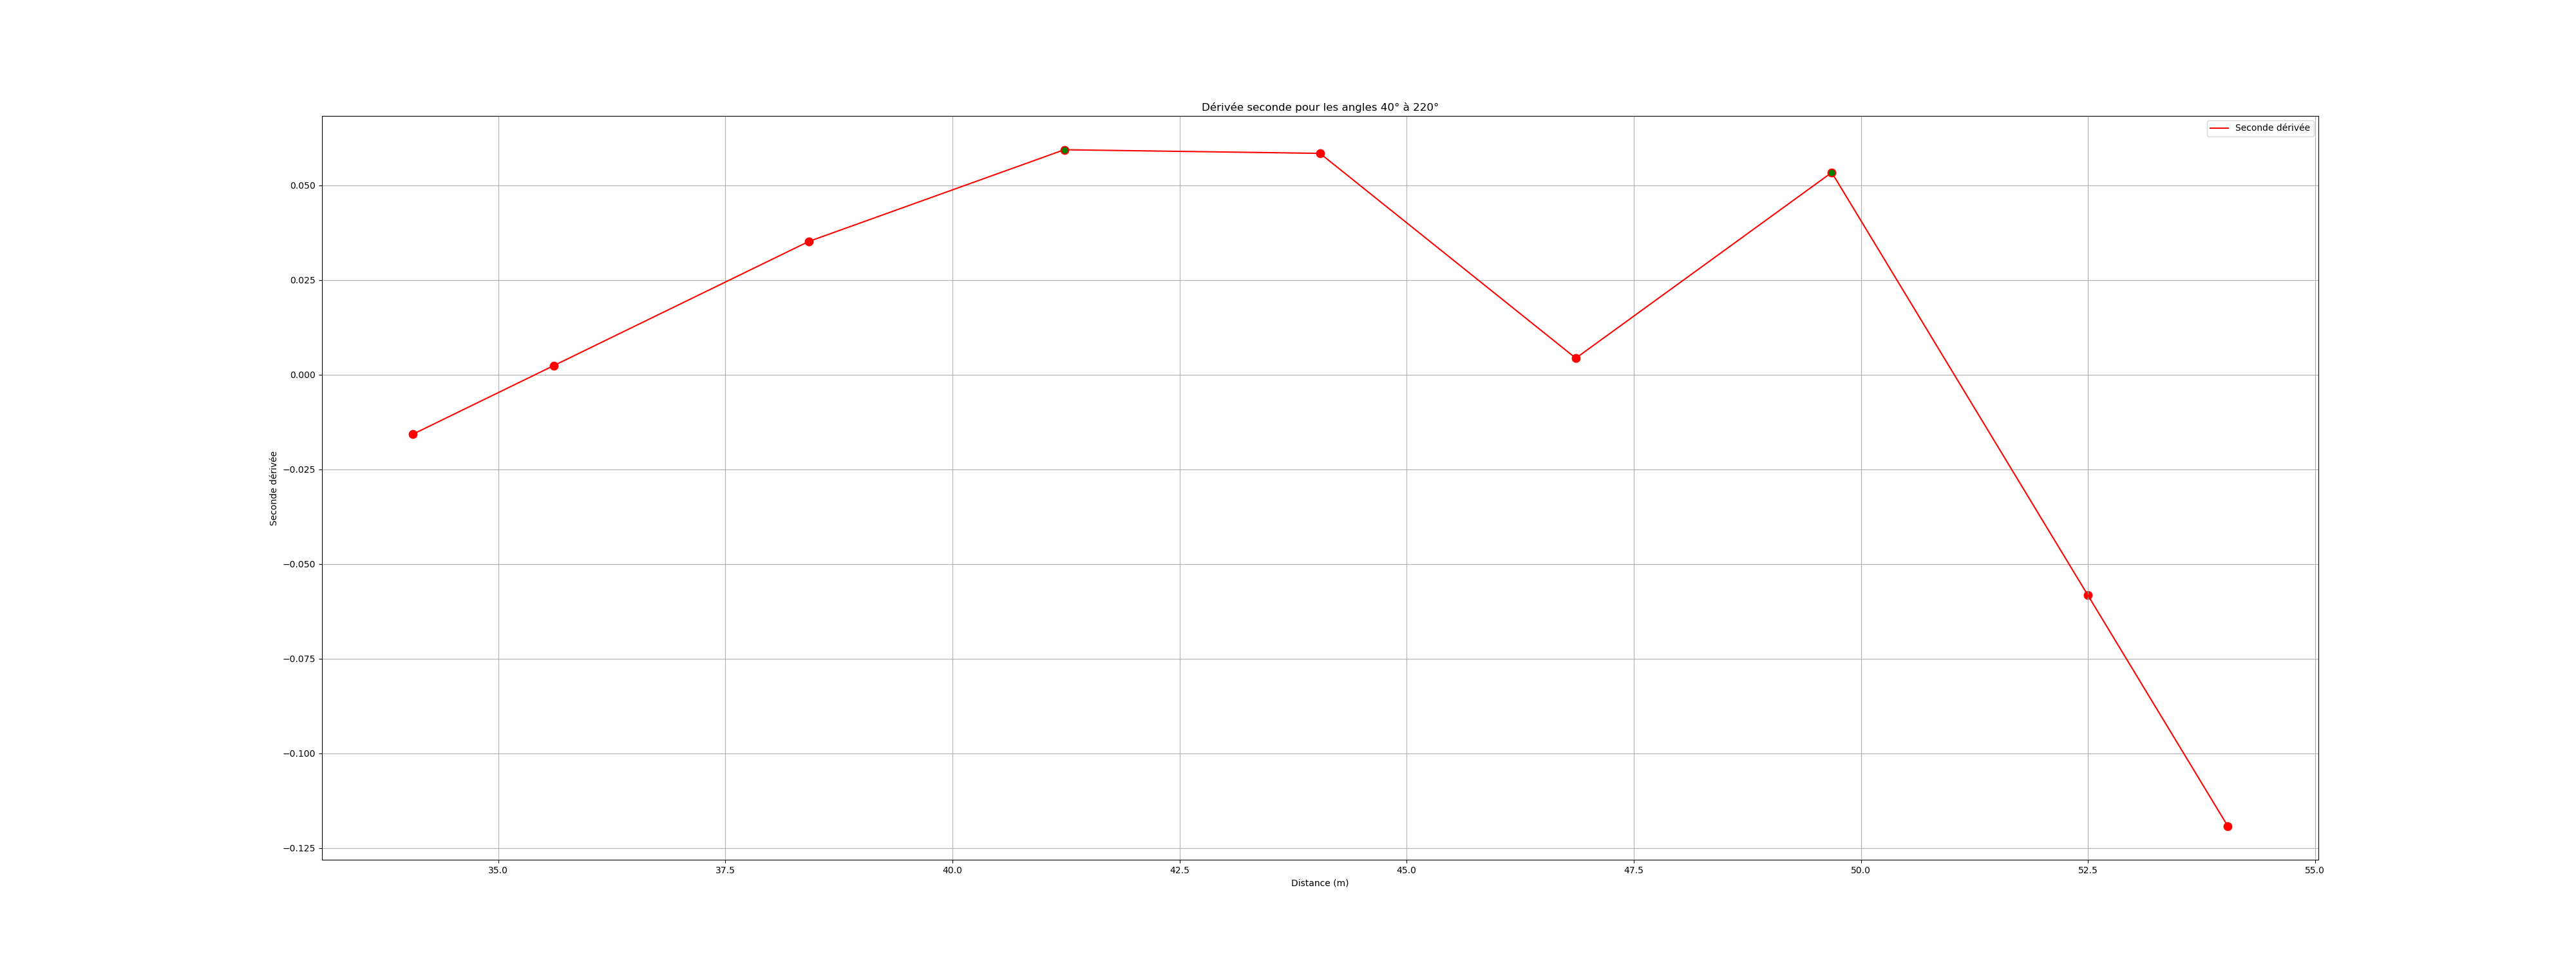 Dérivée seconde pour les angles 40° à 220°
Seconde dérivée
0.050
0.025
0.000
−0.025
−0.050
−0.075
−0.100
−0.125
Seconde dérivée
35.0 37.5 40.0 42.5 45.0 47.5 50.0 52.5 55.0
Distance (m)